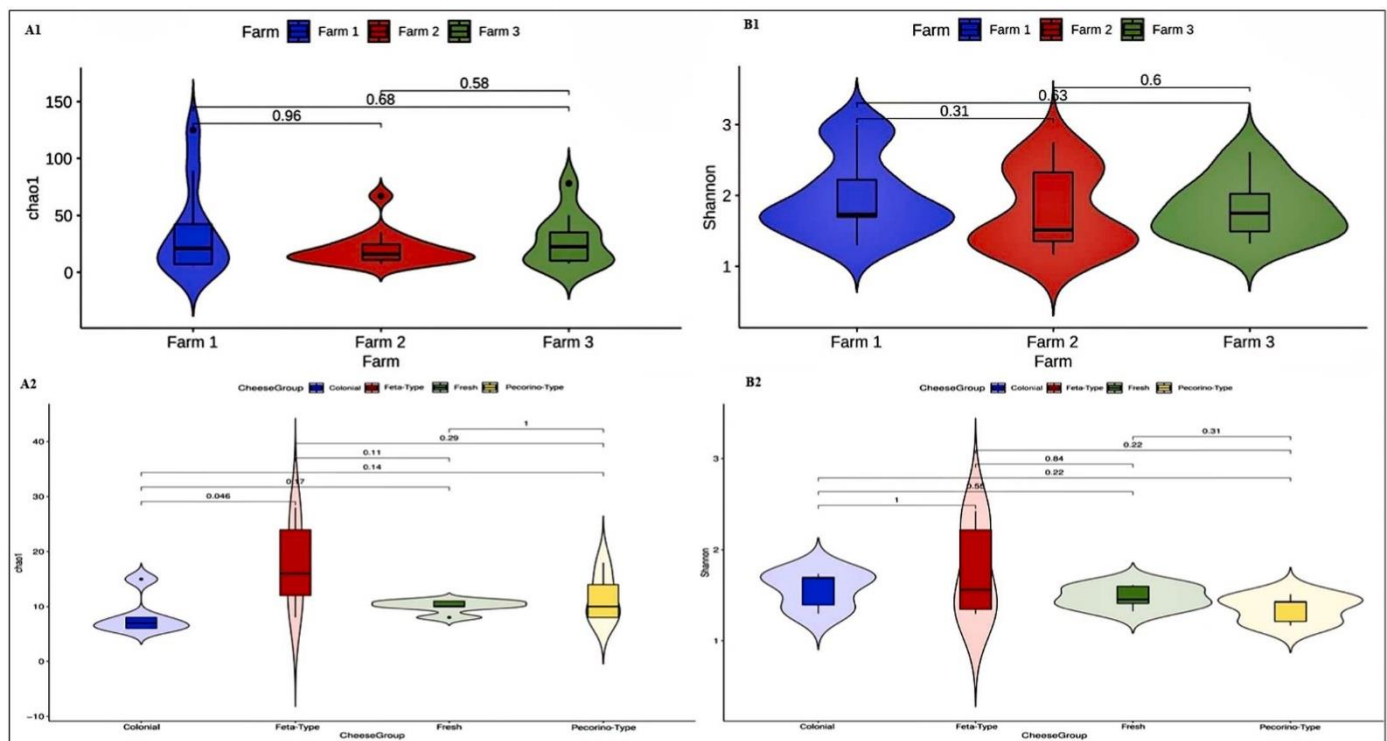 A1
Farm Farm 1 Farm 2 Farm 3
chao1
150
100
50
0
0.58
0.68
0.96
Farm 1 Farm 2 Farm 3
Farm
B1
Farm Farm 1 Farm 2 Farm 3
Shannon
3
2
1
0.6
0.63
0.31
Farm 1 Farm 2 Farm 3
Farm
A2
CheeseGroup Colonial Feta-Type Fresh Pecorino-Type
chao1
40
30
20
10
0
−10
1
0.29
0.11
0.14
0.17
0.046
Colonial Feta-Type Fresh Pecorino-Type
CheeseGroup
B2
CheeseGroup Colonial Feta-Type Fresh Pecorino-Type
Shannon
3
2
1
0.31
0.22
0.84
0.22
1
Colonial Feta-Type Fresh Pecorino-Type
CheeseGroup